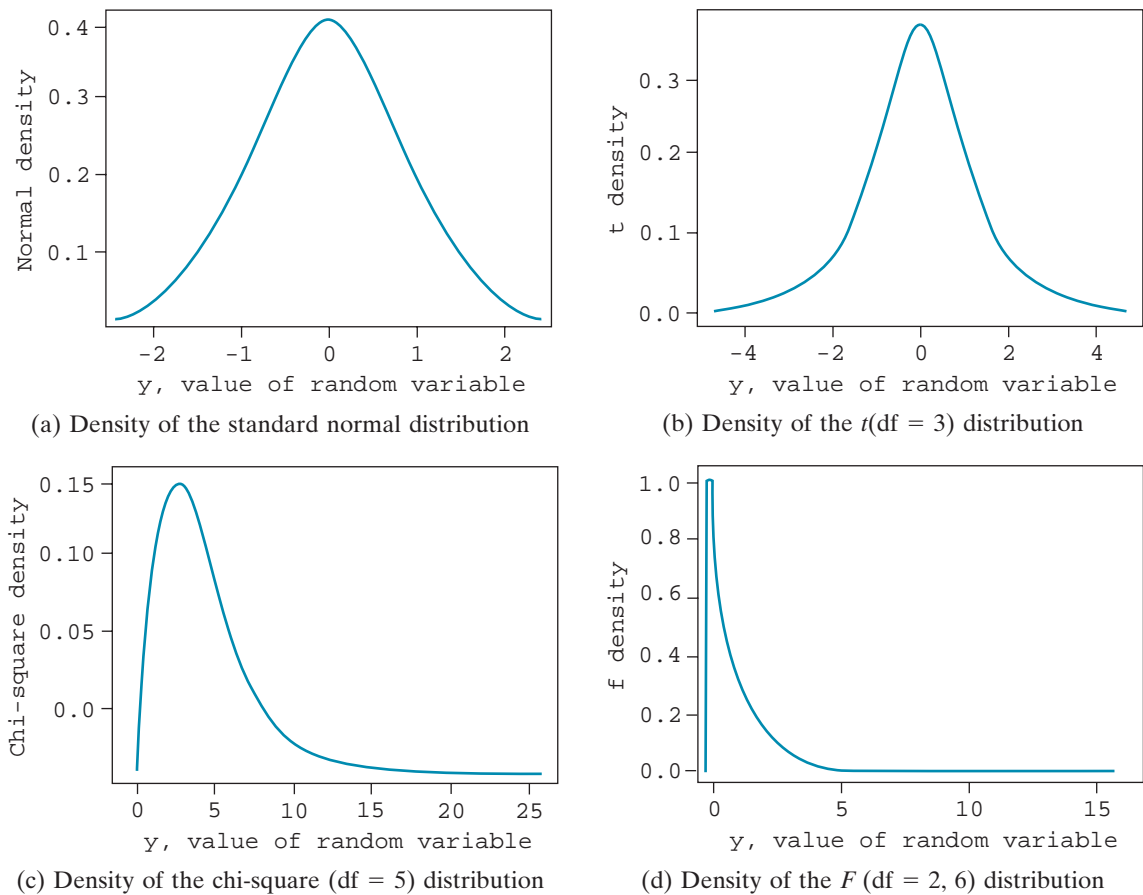 0.4
0.3
0.2
0.1
Normal density
-2 -1 0 1 2
y, value of random variable
(a) Density of the standard normal distribution
0.3
0.2
0.1
0.0
t density
-4 -2 0 2 4
y, value of random variable
(b) Density of the t(df = 3) distribution
0.15
0.10
0.05
0.0
Chi-square density
0 5 10 15 20 25
y, value of random variable
(c) Density of the chi-square (df = 5) distribution
1.0
0.8
0.6
0.4
0.2
0.0
f density
0 5 10 15
y, value of random variable
(d) Density of the F (df = 2, 6) distribution